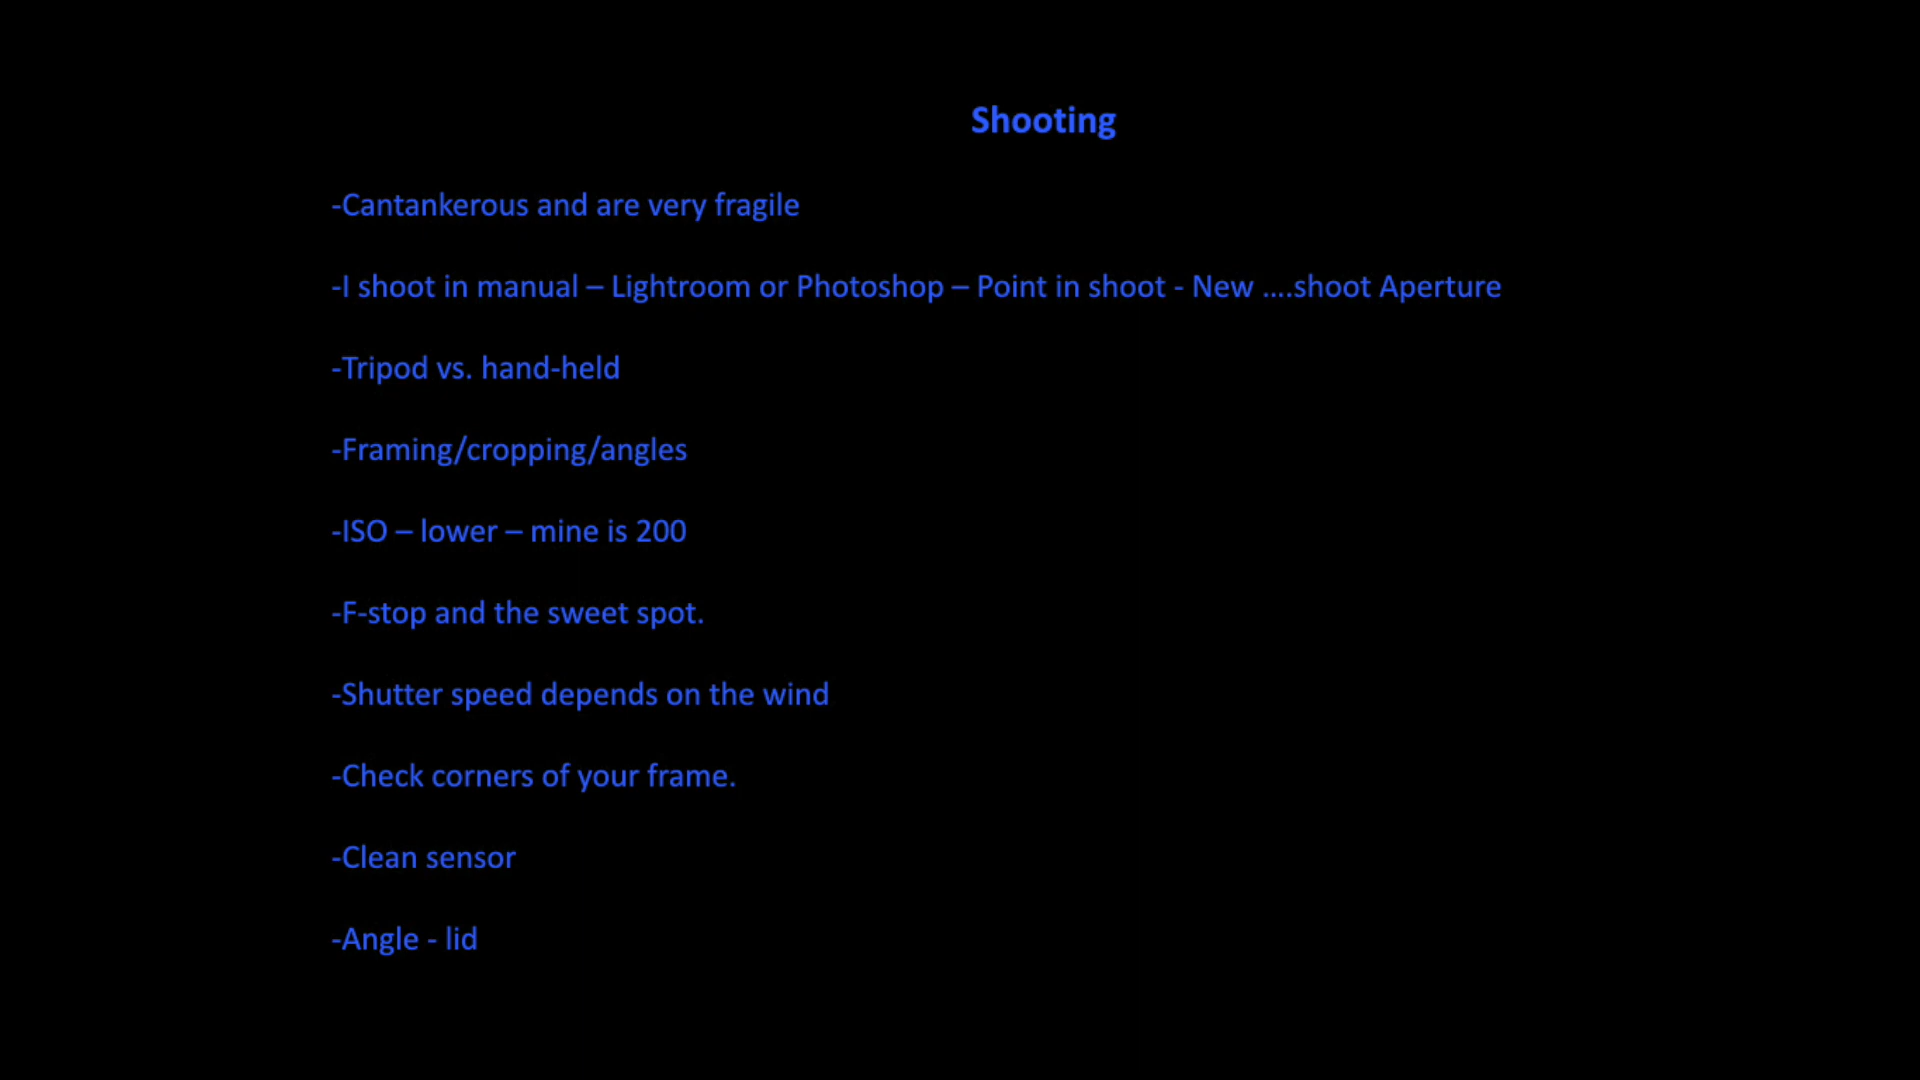 Shooting
-Cantankerous and are very fragile
-I shoot in manual – Lightroom or Photoshop – Point in shoot - New ....shoot Aperture
-Tripod vs. hand-held
-Framing/cropping/angles
-ISO – lower – mine is 200
-F-stop and the sweet spot.
-Shutter speed depends on the wind
-Check corners of your frame.
-Clean sensor
-Angle - lid